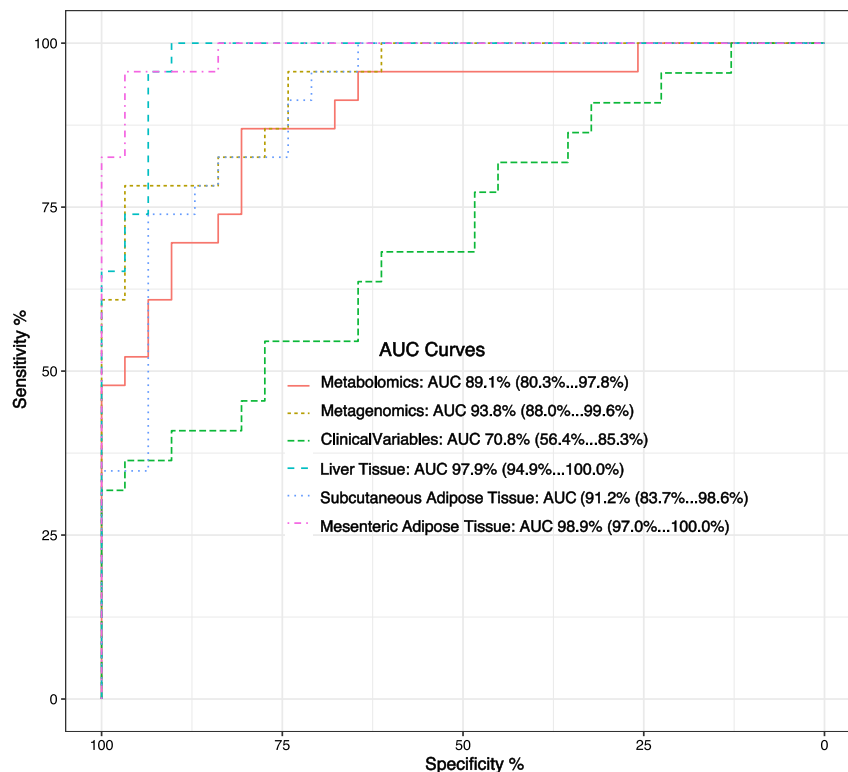 100
75
50
25
0
Sensitivity %
AUC Curves
Metabolomics: AUC 89.1% (80.3%...97.8%)
Metagenomics: AUC 93.8% (88.0%...99.6%)
ClinicalVariables: AUC 70.8% (56.4%...85.3%)
Liver Tissue: AUC 97.9% (94.9%...100.0%)
Subcutaneous Adipose Tissue: AUC (91.2% (83.7%...98.6%)
Mesenteric Adipose Tissue: AUC 98.9% (97.0%...100.0%)
100 75 50 25 0
Specificity %